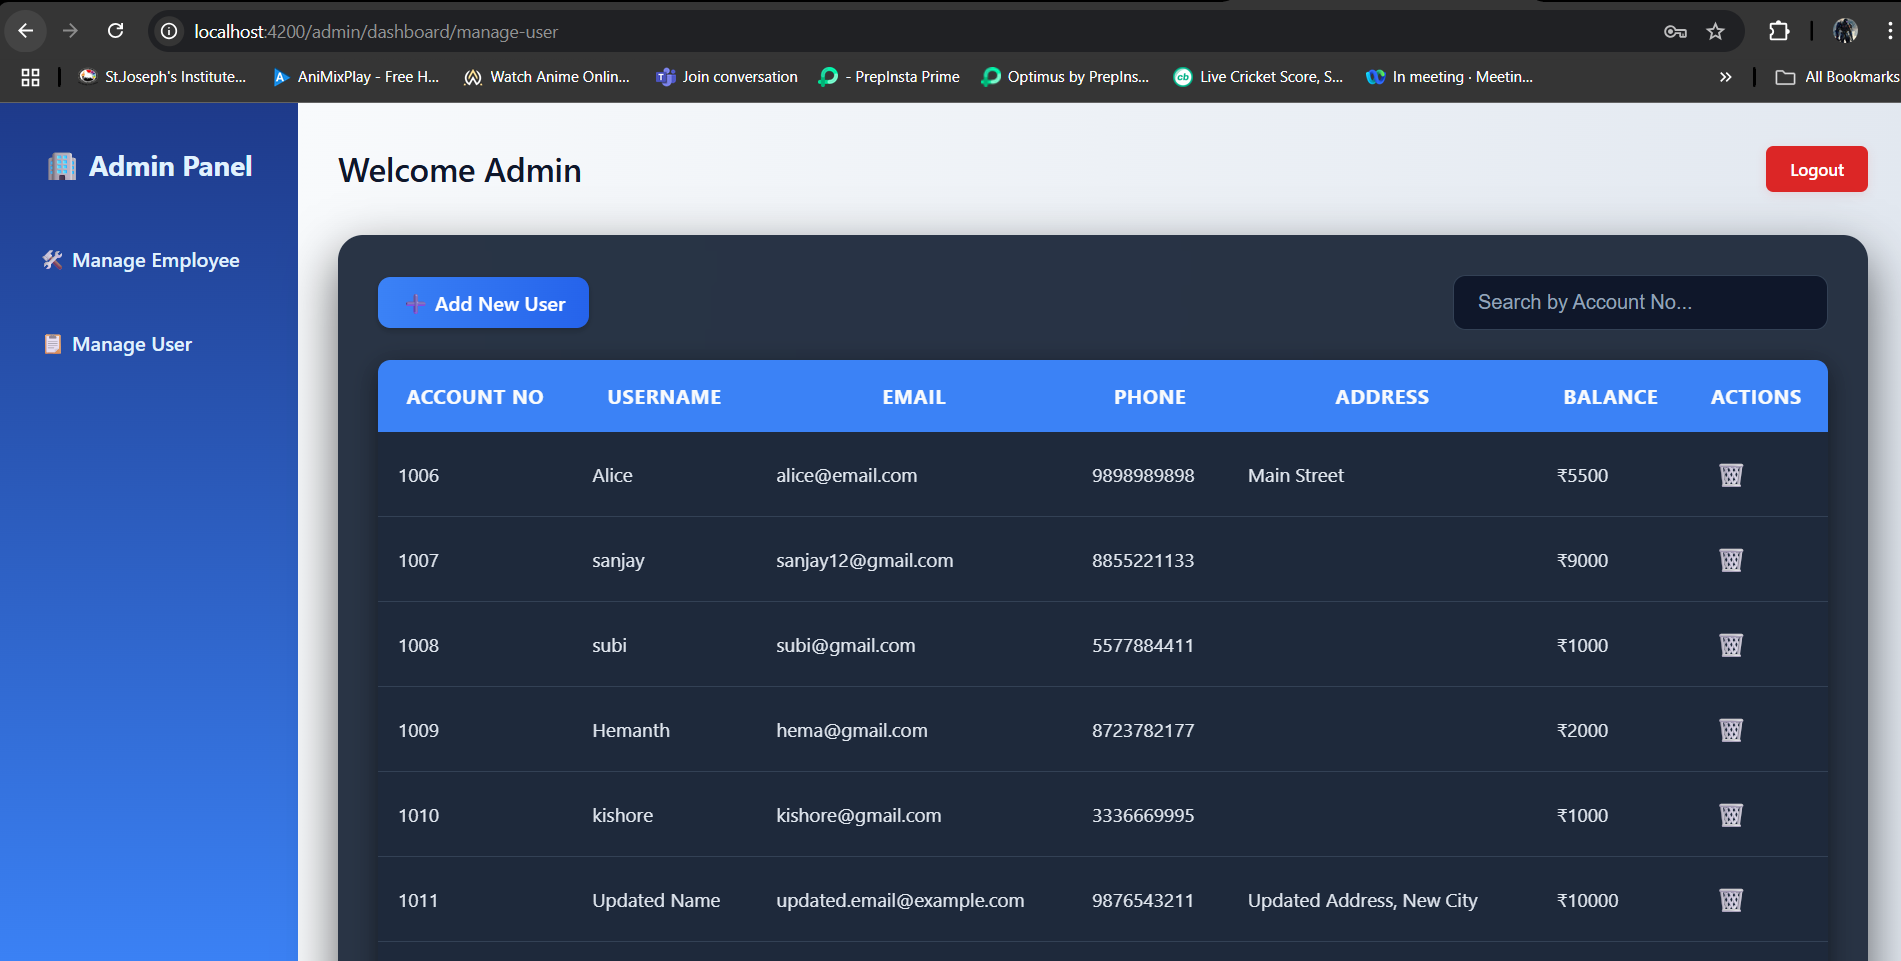 localhost:4200/admin/dashboard/manage-user
St.Joseph's Institute... AniMixPlay - Free H... Watch Anime Onlin... Join conversation - PrepInsta Prime Optimus by PrepIns... Live Cricket Score, S... In meeting · Meetin... » All Bookmarks
Admin Panel
Manage Employee
Manage User
Welcome Admin
Logout
Add New User
Search by Account No...
ACCOUNT NO USERNAME EMAIL PHONE ADDRESS BALANCE ACTIONS
1006 Alice alice@email.com 9898989898 Main Street ₹5500
1007 sanjay sanjay12@gmail.com 8855221133 ₹9000
1008 subi subi@gmail.com 5577884411 ₹1000
1009 Hemanth hema@gmail.com 8723782177 ₹2000
1010 kishore kishore@gmail.com 3336669995 ₹1000
1011 Updated Name updated.email@example.com 9876543211 Updated Address, New City ₹10000